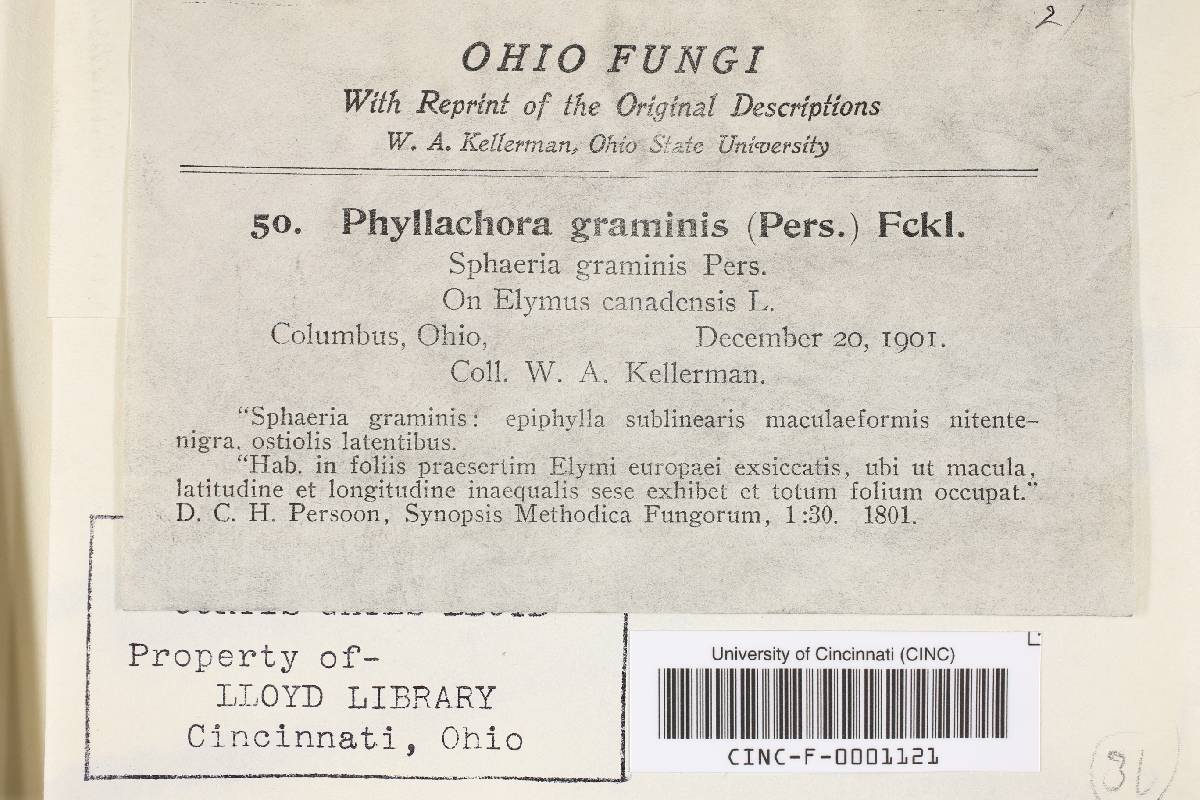 2
OHIO FUNGI
With Reprint of the Original Descriptions
W. A. Kellerman, Ohio State University
50. Phyllachora graminis (Pers.) Fckl.
Sphaeria graminis Pers.
On Elymus canadensis L.
Columbus, Ohio, December 20, 1901.
Coll. W. A. Kellerman.
"Sphaeria graminis: epiphylla sublinearis maculaeformis nitente-
nigra, ostiolis latentibus.
"Hab. in foliis praesertim Elymi europaei exsiccatis, ubi ut macula,
latitudine et longitudine inaequalis sese exhibet et totum folium occupat."
D. C. H. Persoon, Synopsis Methodica Fungorum, 1:30. 1801.
Property of-
LLOYD LIBRARY
Cincinnati, Ohio
University of Cincinnati (CINC)
CINC-F-0001121